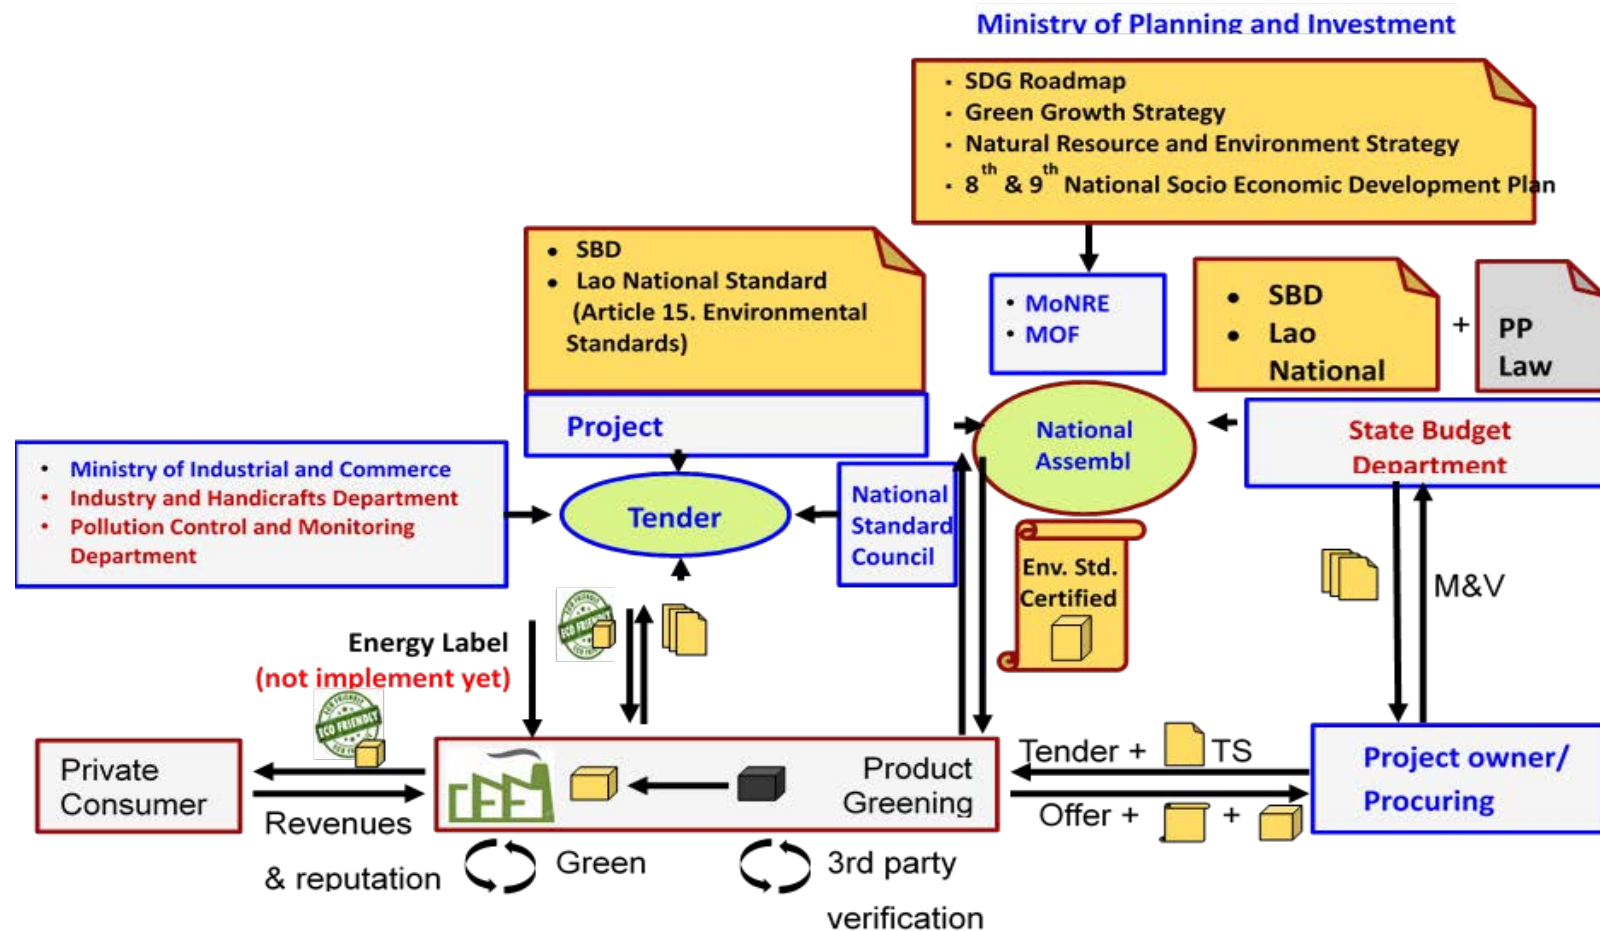 Ministry of Planning and Investment
SDG Roadmap
Green Growth Strategy
Natural Resource and Environment Strategy
8th & 9th National Socio Economic Development Plan
SBD
Lao National Standard
(Article 15. Environmental
Standards)
MoNRE
MOF
SBD
Lao
National
+
PP
Law
Project
National
Assembl
State Budget
Department
Ministry of Industrial and Commerce
Industry and Handicrafts Department
Pollution Control and Monitoring
Department
Tender
National
Standard
Council
Env. Std.
Certified
M&V
ECO FRIENDLY
Energy Label
(not implement yet)
ECO FRIENDLY
Private
Consumer
Revenues
& reputation
Product
Greening
Tender + TS
Offer + +
Project owner/
Procuring
Green
3rd party
verification